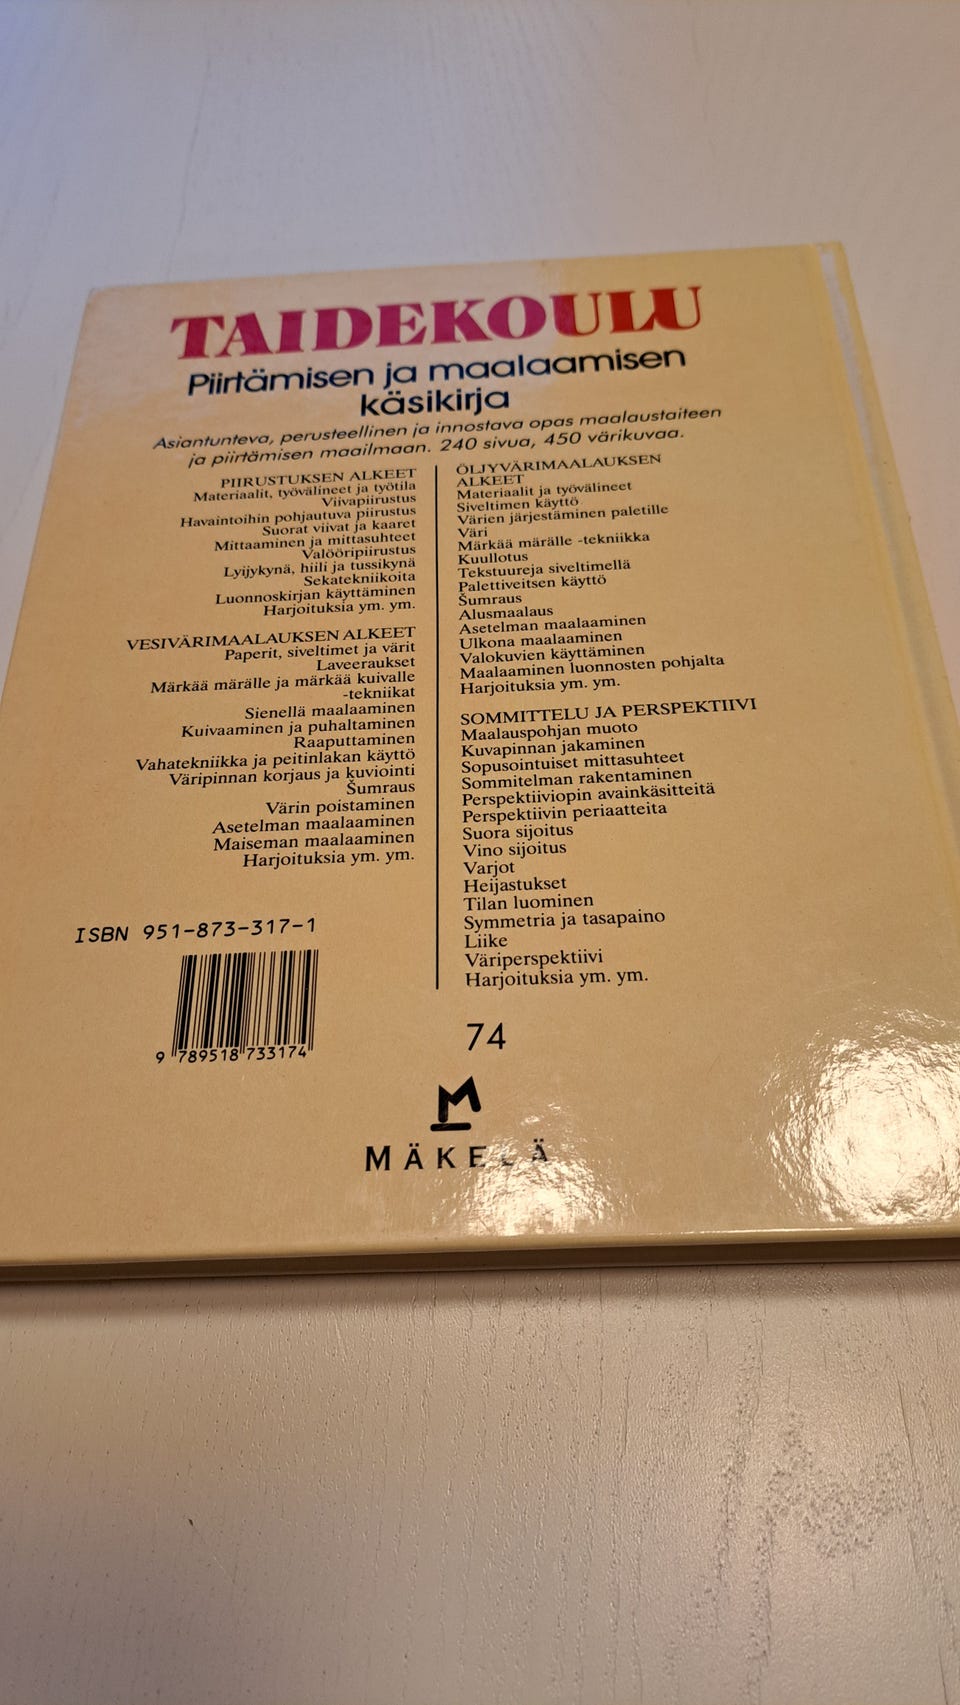 TAIDEKOULU
Piirtämisen ja maalaamisen
käsikirja
Asiantunteva, perusteellinen ja innostava opas maalaustaiteen
ja piirtämisen maailmaan. 240 sivua, 450 värikuvaa.
PIIRUSTUKSEN ALKEET
Materiaalit, työvälineet ja työtila
Viivapiirustus
Havaintoihin pohjautuva piirustus
Suorat viivat ja kaaret
Mittaaminen ja mittasuhteet
Valööripiirustus
Lyijykynä, hiili ja tussikynä
Sekatekniikoita
Luonnoskirjan käyttäminen
Harjoituksia ym. ym.
VESIVÄRIMAALAUKSEN ALKEET
Paperit, siveltimet ja värit
Laveeraukset
Märkää märälle ja märkää kuivalle
-tekniikat
Sienellä maalaaminen
Kuivaaminen ja puhaltaminen
Raaputtaminen
Vahatekniikka ja peitinlakan käyttö
Väripinnan korjaus ja kuviointi
Šumraus
Värin poistaminen
Asetelman maalaaminen
Maiseman maalaaminen
Harjoituksia ym. ym.
ÖLJYVÄRIMAALAUKSEN
ALKEET
Materiaalit ja työvälineet
Siveltimen käyttö
Värien järjestäminen paletille
Väri
Märkää märälle -tekniikka
Kuullotus
Tekstuureja siveltimellä
Palettiveitsen käyttö
Šumraus
Alusmaalaus
Asetelman maalaaminen
Ulkona maalaaminen
Valokuvien käyttäminen
Maalaaminen luonnosten pohjalta
Harjoituksia ym. ym.
SOMMITTELU JA PERSPEKTIIVI
Maalauspohjan muoto
Kuvapinnan jakaminen
Sopusointuiset mittasuhteet
Sommitelman rakentaminen
Perspektiiviopin avainkäsitteitä
Perspektiivin periaatteita
Suora sijoitus
Vino sijoitus
Varjot
Heijastukset
Tilan luominen
Symmetria ja tasapaino
Liike
Väriperspektiivi
Harjoituksia ym. ym.
ISBN 951-873-317-1
9 789518 733174
74
MÄKELÄ